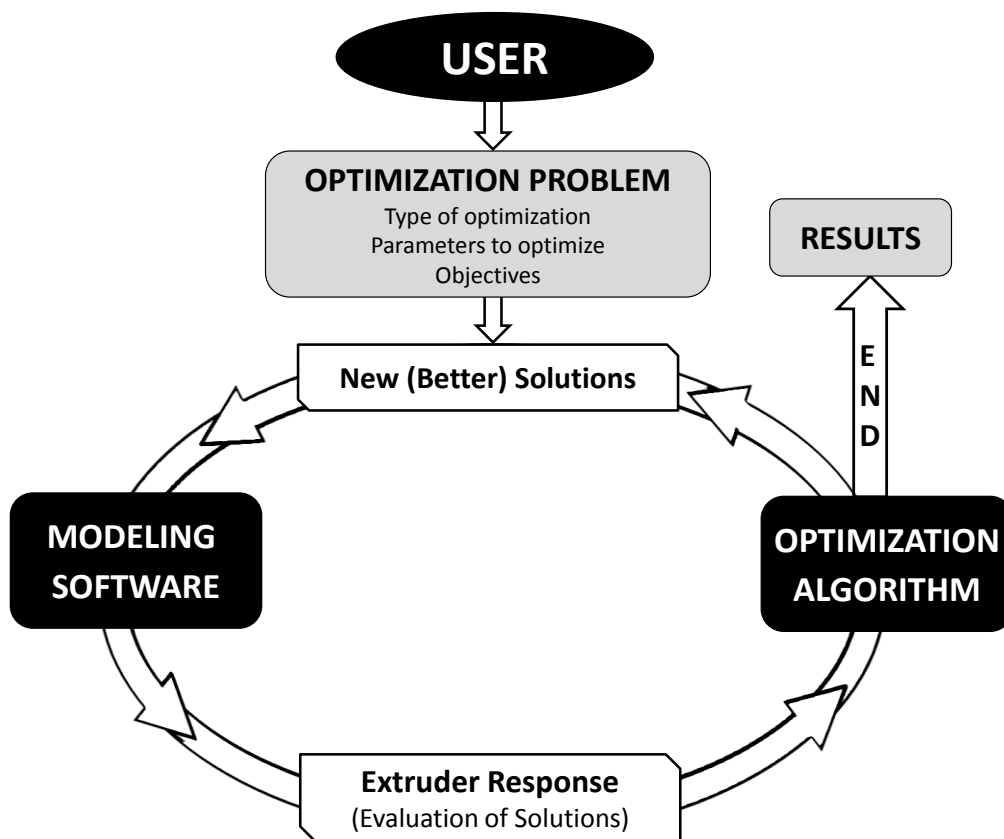 USER
OPTIMIZATION PROBLEM
Type of optimization
Parameters to optimize
Objectives
RESULTS
E
N
D
New (Better) Solutions
MODELING
SOFTWARE
OPTIMIZATION
ALGORITHM
Extruder Response
(Evaluation of Solutions)